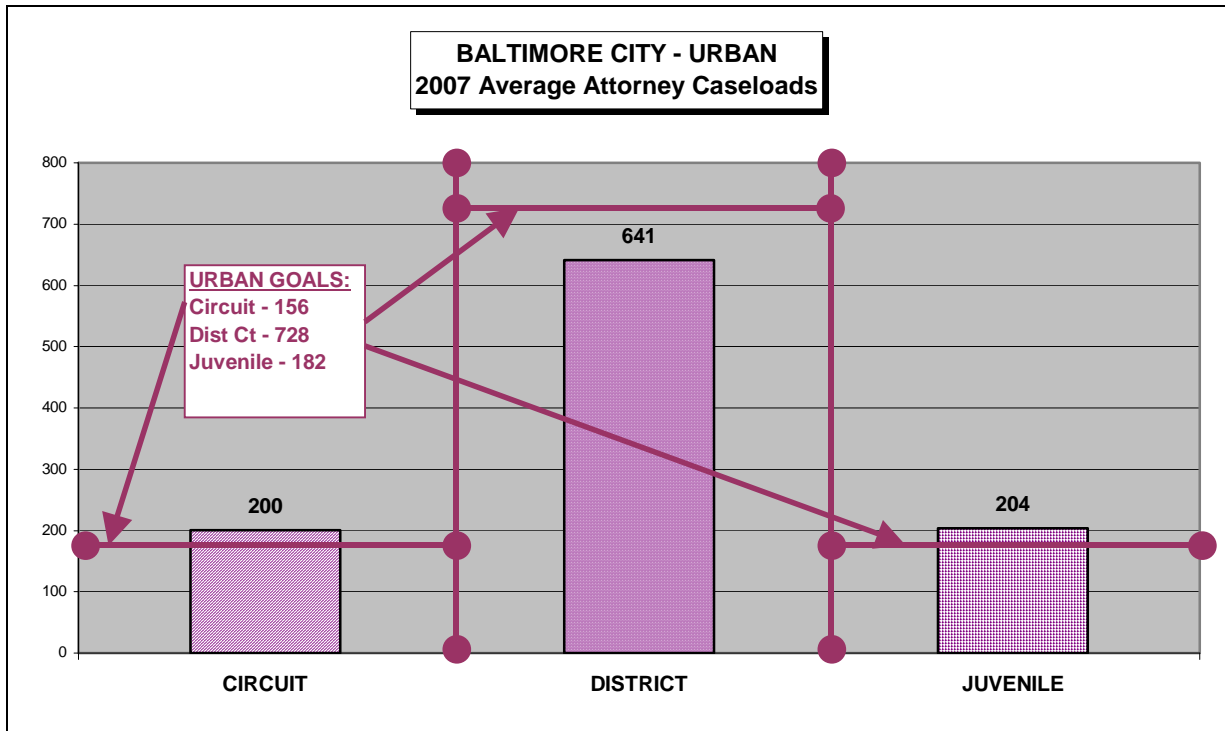 BALTIMORE CITY - URBAN
2007 Average Attorney Caseloads
800
700
600
500
400
300
200
100
0
URBAN GOALS:
Circuit - 156
Dist Ct - 728
Juvenile - 182
200
641
204
CIRCUIT
DISTRICT
JUVENILE